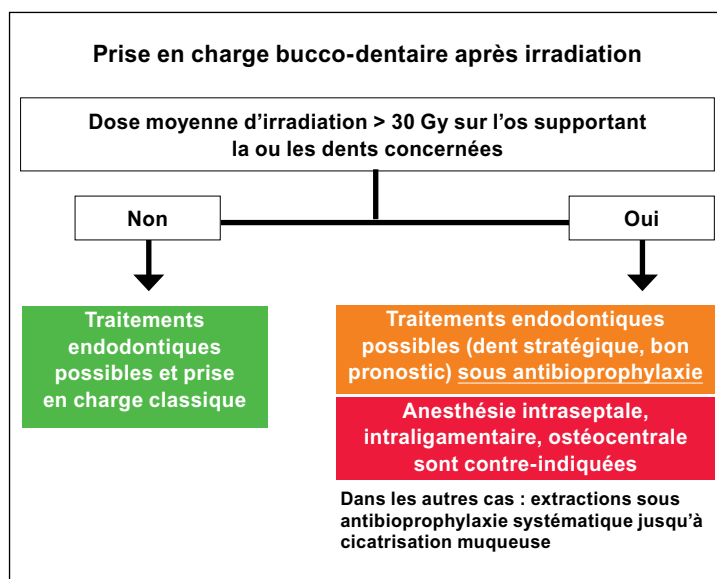 Prise en charge bucco-dentaire après irradiation
Dose moyenne d'irradiation > 30 Gy sur l'os supportant
la ou les dents concernées
Non
Oui
Traitements
endodontiques
possibles et prise
en charge classique
Traitements endodontiques
possibles (dent stratégique, bon
pronostic) sous antibioprophylaxie
Anesthésie intraseptale,
intraligamentaire, ostéocentrale
sont contre-indiquées
Dans les autres cas : extractions sous
antibioprophylaxie systématique jusqu'à
cicatrisation muqueuse